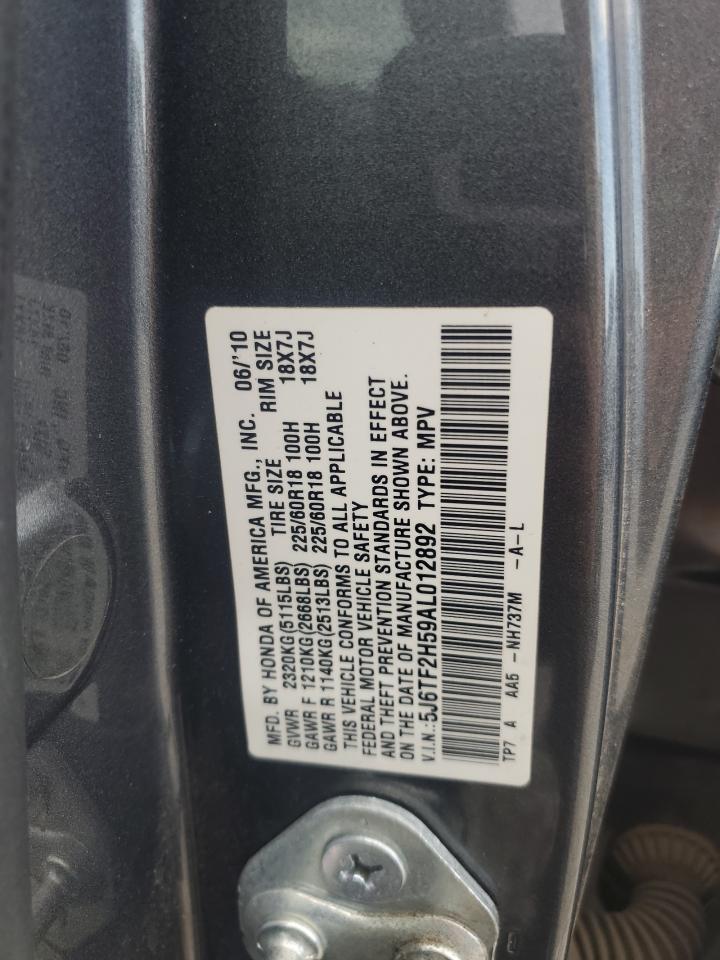 MFD. BY HONDA OF AMERICA MFG., INC. 06/'10
TIRE SIZE RIM SIZE
GVWR 2320KG(5115LBS)
GAWR F 1210KG(2668LBS) 225/60R18 100H 18X7J
GAWR R 1140KG(2513LBS) 225/60R18 100H 18X7J
THIS VEHICLE CONFORMS TO ALL APPLICABLE
FEDERAL MOTOR VEHICLE SAFETY
AND THEFT PREVENTION STANDARDS IN EFFECT
ON THE DATE OF MANUFACTURE SHOWN ABOVE.
V.I.N.:5J6TF2H59AL012892 TYPE: MPV
TP7 A AA5 -NH737M -A-L